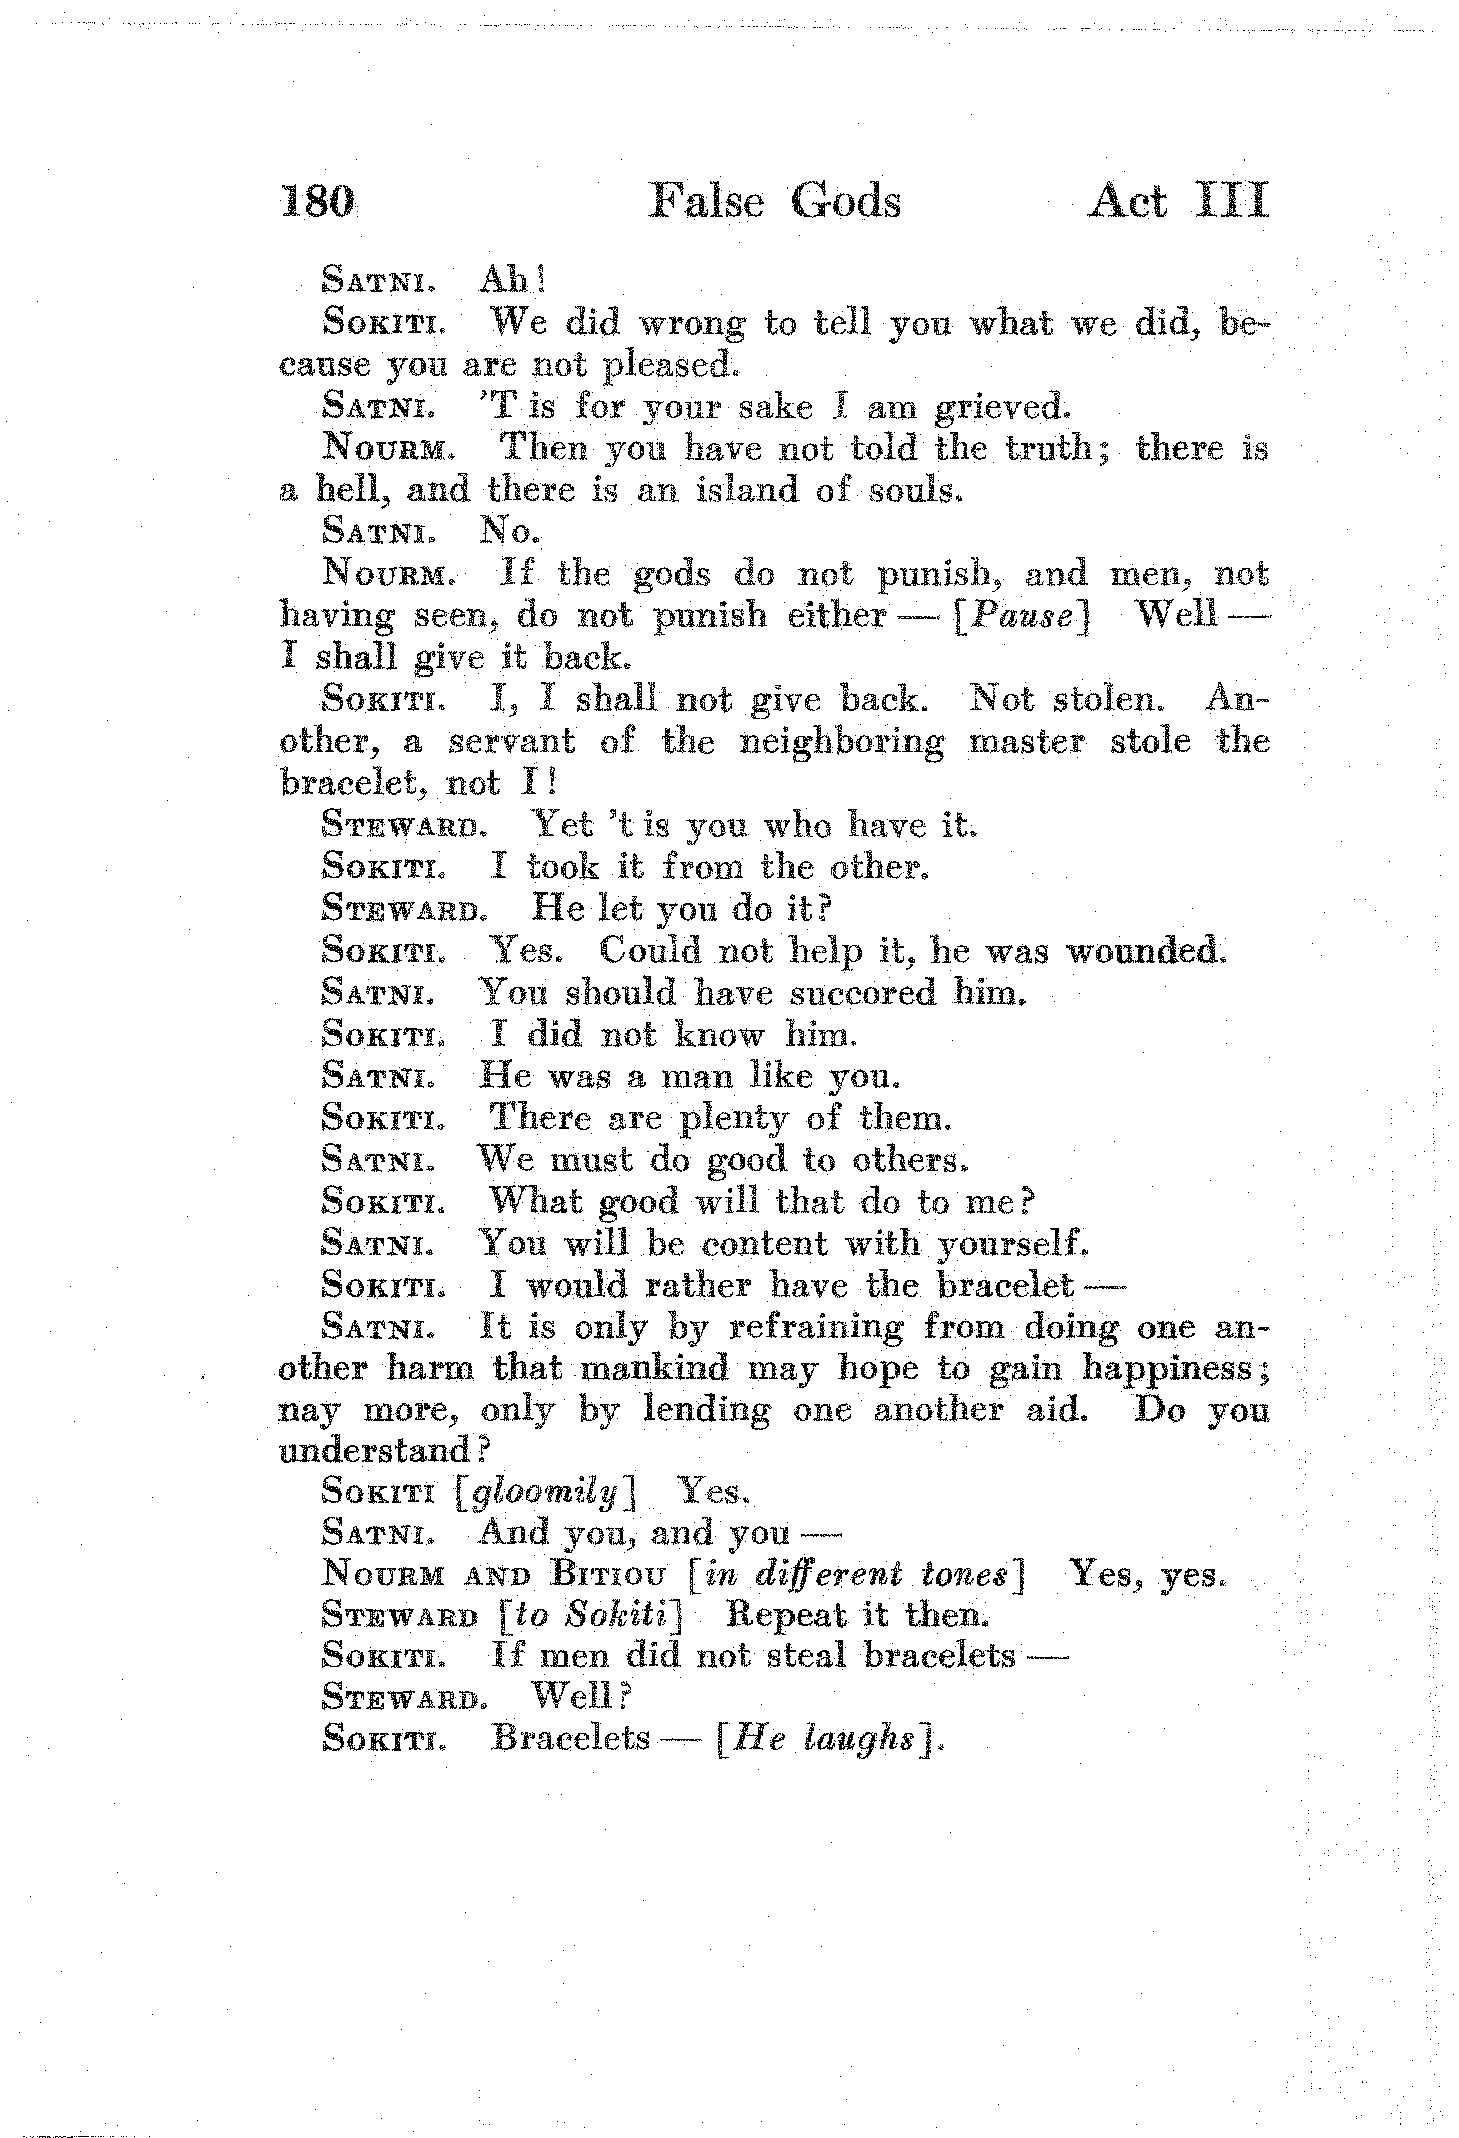 180 False Gods Act III
SATNI. Ah!
SOKITI. We did wrong to tell you what we did, be-
cause you are not pleased.
SATNI. 'T is for your sake I am grieved.
NOURM. Then you have not told the truth; there is
a hell, and there is an island of souls.
SATNI. No.
NOURM. If the gods do not punish, and men, not
having seen, do not punish either — [Pause] Well —
I shall give it back.
SOKITI. I, I shall not give back. Not stolen. An-
other, a servant of the neighboring master stole the
bracelet, not I!
STEWARD. Yet 't is you who have it.
SOKITI. I took it from the other.
STEWARD. He let you do it?
SOKITI. Yes. Could not help it, he was wounded.
SATNI. You should have succored him.
SOKITI. I did not know him.
SATNI. He was a man like you.
SOKITI. There are plenty of them.
SATNI. We must do good to others.
SOKITI. What good will that do to me?
SATNI. You will be content with yourself.
SOKITI. I would rather have the bracelet —
SATNI. It is only by refraining from doing one an-
other harm that mankind may hope to gain happiness;
nay more, only by lending one another aid. Do you
understand?
SOKITI [gloomily] Yes.
SATNI. And you, and you —
NOURM AND BITIOU [in different tones] Yes, yes.
STEWARD [to Sokiti] Repeat it then.
SOKITI. If men did not steal bracelets —
STEWARD. Well?
SOKITI. Bracelets — [He laughs].